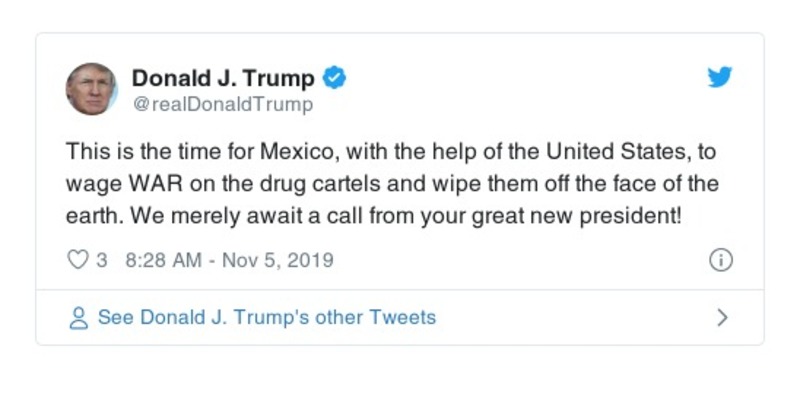 Donald J. Trump
@realDonaldTrump
This is the time for Mexico, with the help of the United States, to
wage WAR on the drug cartels and wipe them off the face of the
earth. We merely await a call from your great new president!
3 8:28 AM - Nov 5, 2019
See Donald J. Trump's other Tweets